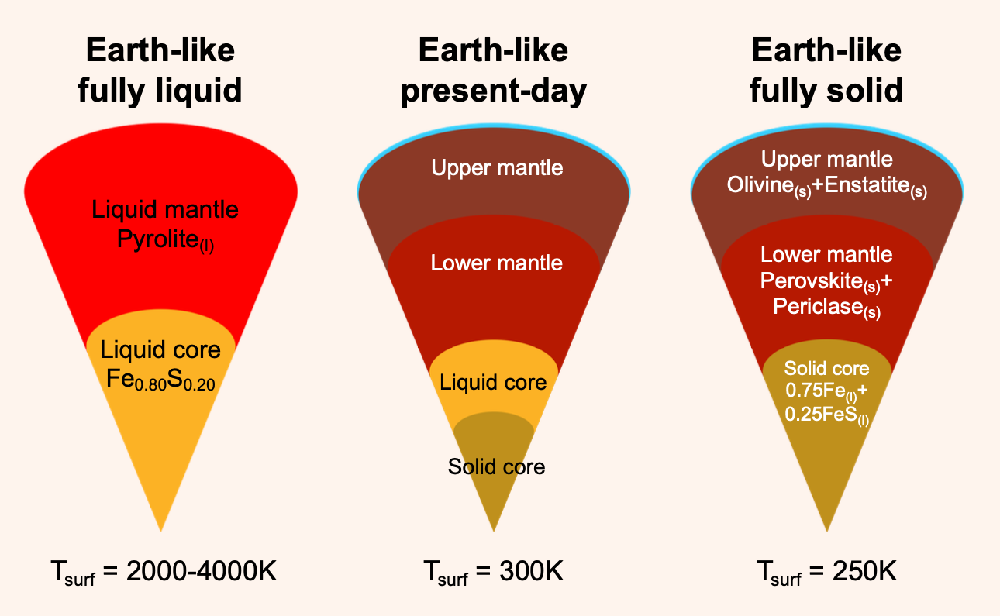 Earth-like
fully liquid
Liquid mantle
Pyrolite(l)
Liquid core
Fe0.80S0.20
Tsurf = 2000-4000K
Earth-like
present-day
Upper mantle
Lower mantle
Liquid core
Solid core
Tsurf = 300K
Earth-like
fully solid
Upper mantle
Olivine(s)+Enstatite(s)
Lower mantle
Perovskite(s)+
Periclase(s)
Solid core
0.75Fe(l)+
0.25FeS(l)
Tsurf = 250K